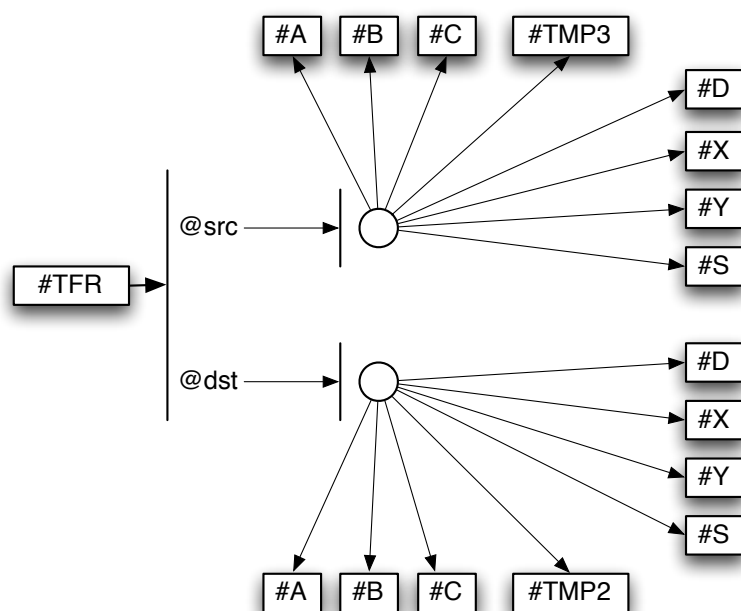 #A #B #C #TMP3
#D
#X
#Y
@src
#S
#TFR
#D
@dst
#X
#Y
#S
#A #B #C #TMP2